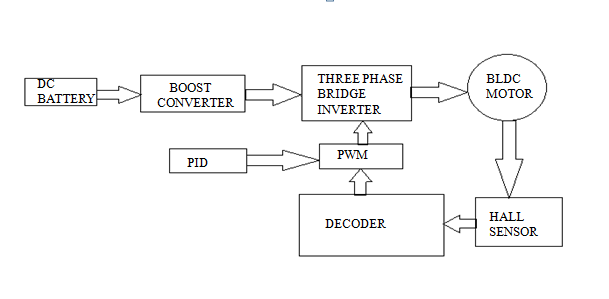 DC
BATTERY
BOOST
CONVERTER
THREE PHASE
BRIDGE
INVERTER
BLDC
MOTOR
PID
PWM
DECODER
HALL
SENSOR